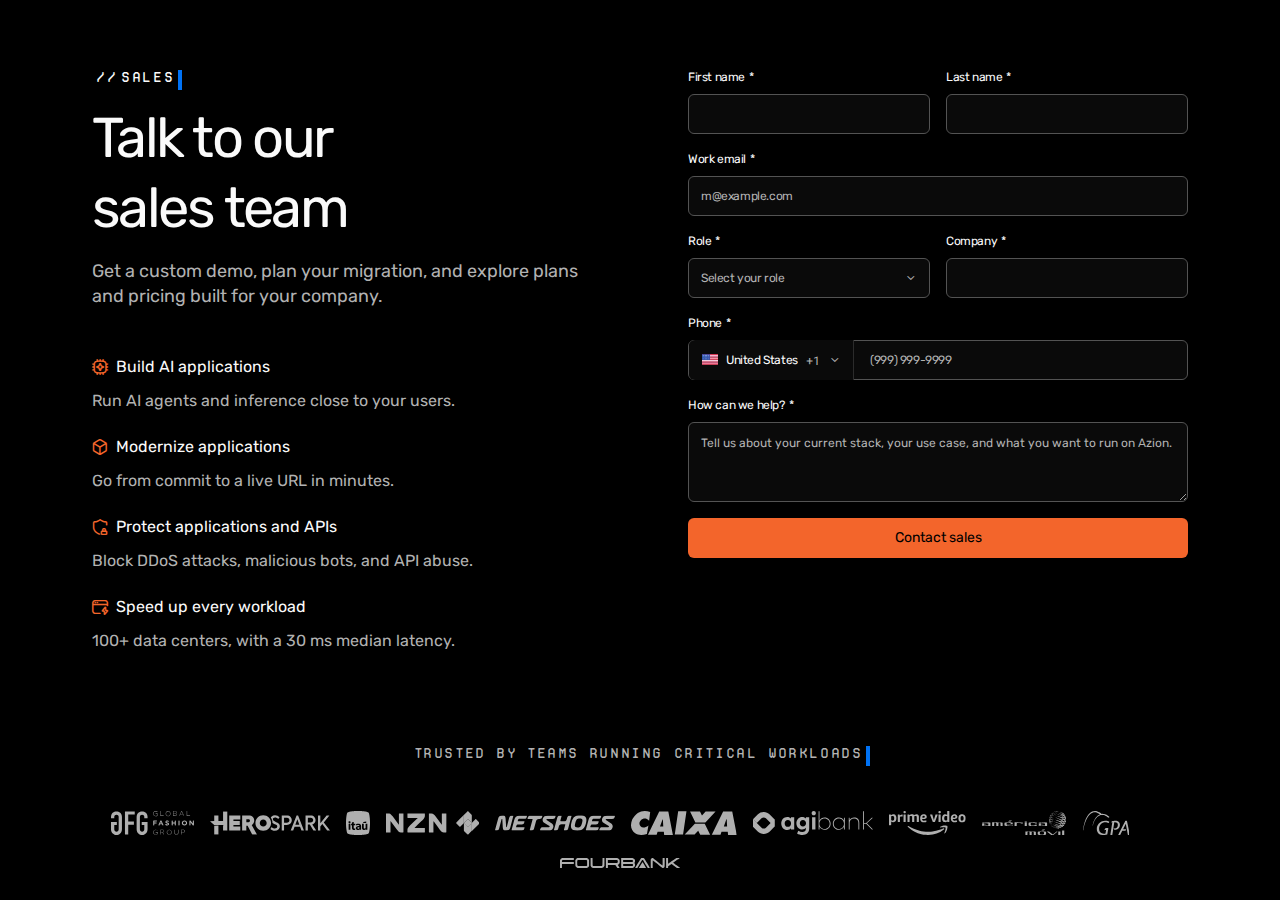 //SALES
Talk to our
sales team
Get a custom demo, plan your migration, and explore plans
and pricing built for your company.
Build AI applications
Run AI agents and inference close to your users.
Modernize applications
Go from commit to a live URL in minutes.
Protect applications and APIs
Block DDoS attacks, malicious bots, and API abuse.
Speed up every workload
100+ data centers, with a 30 ms median latency.
First name *
Last name *
Work email *
m@example.com
Role *
Company *
Select your role
Phone *
United States +1
(999) 999-9999
How can we help? *
Tell us about your current stack, your use case, and what you want to run on Azion.
Contact sales
TRUSTED BY TEAMS RUNNING CRITICAL WORKLOADS
GFG GLOBAL FASHION GROUP
HEROSPARK
itaú
NZN
NETSHOES
CAIXA
agibank
prime video
américa móvil
GPA
FOURBANK